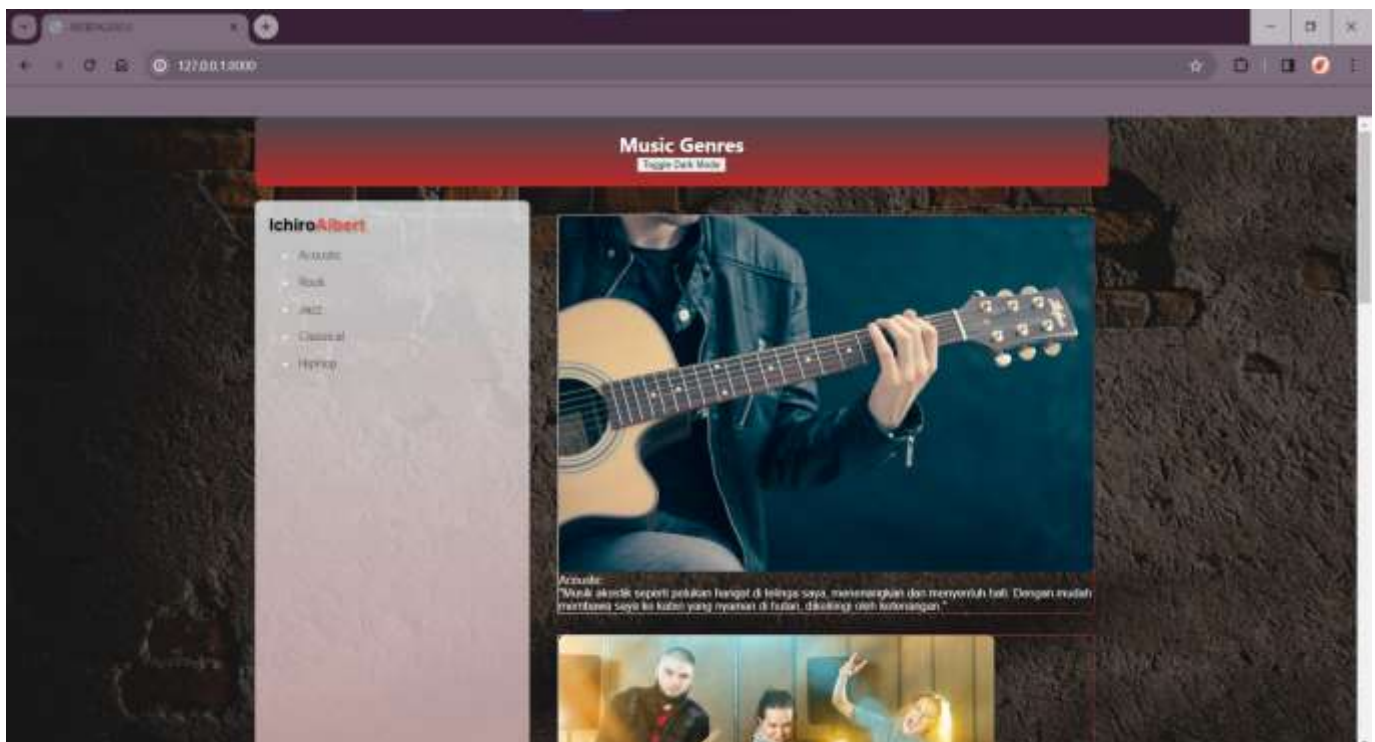 127.0.0.1:8000
Music Genres
Toggle Dark Mode
IchiroAlbert
Acoustic
Rock
Jazz
Classical
HipHop
Acoustic:
"Musik akustik seperti pelukan hangat di telinga saya, menenangkan dan menyentuh hati. Dengan mudah
membawa saya ke kabin yang nyaman di hutan, dikelilingi oleh ketenangan."